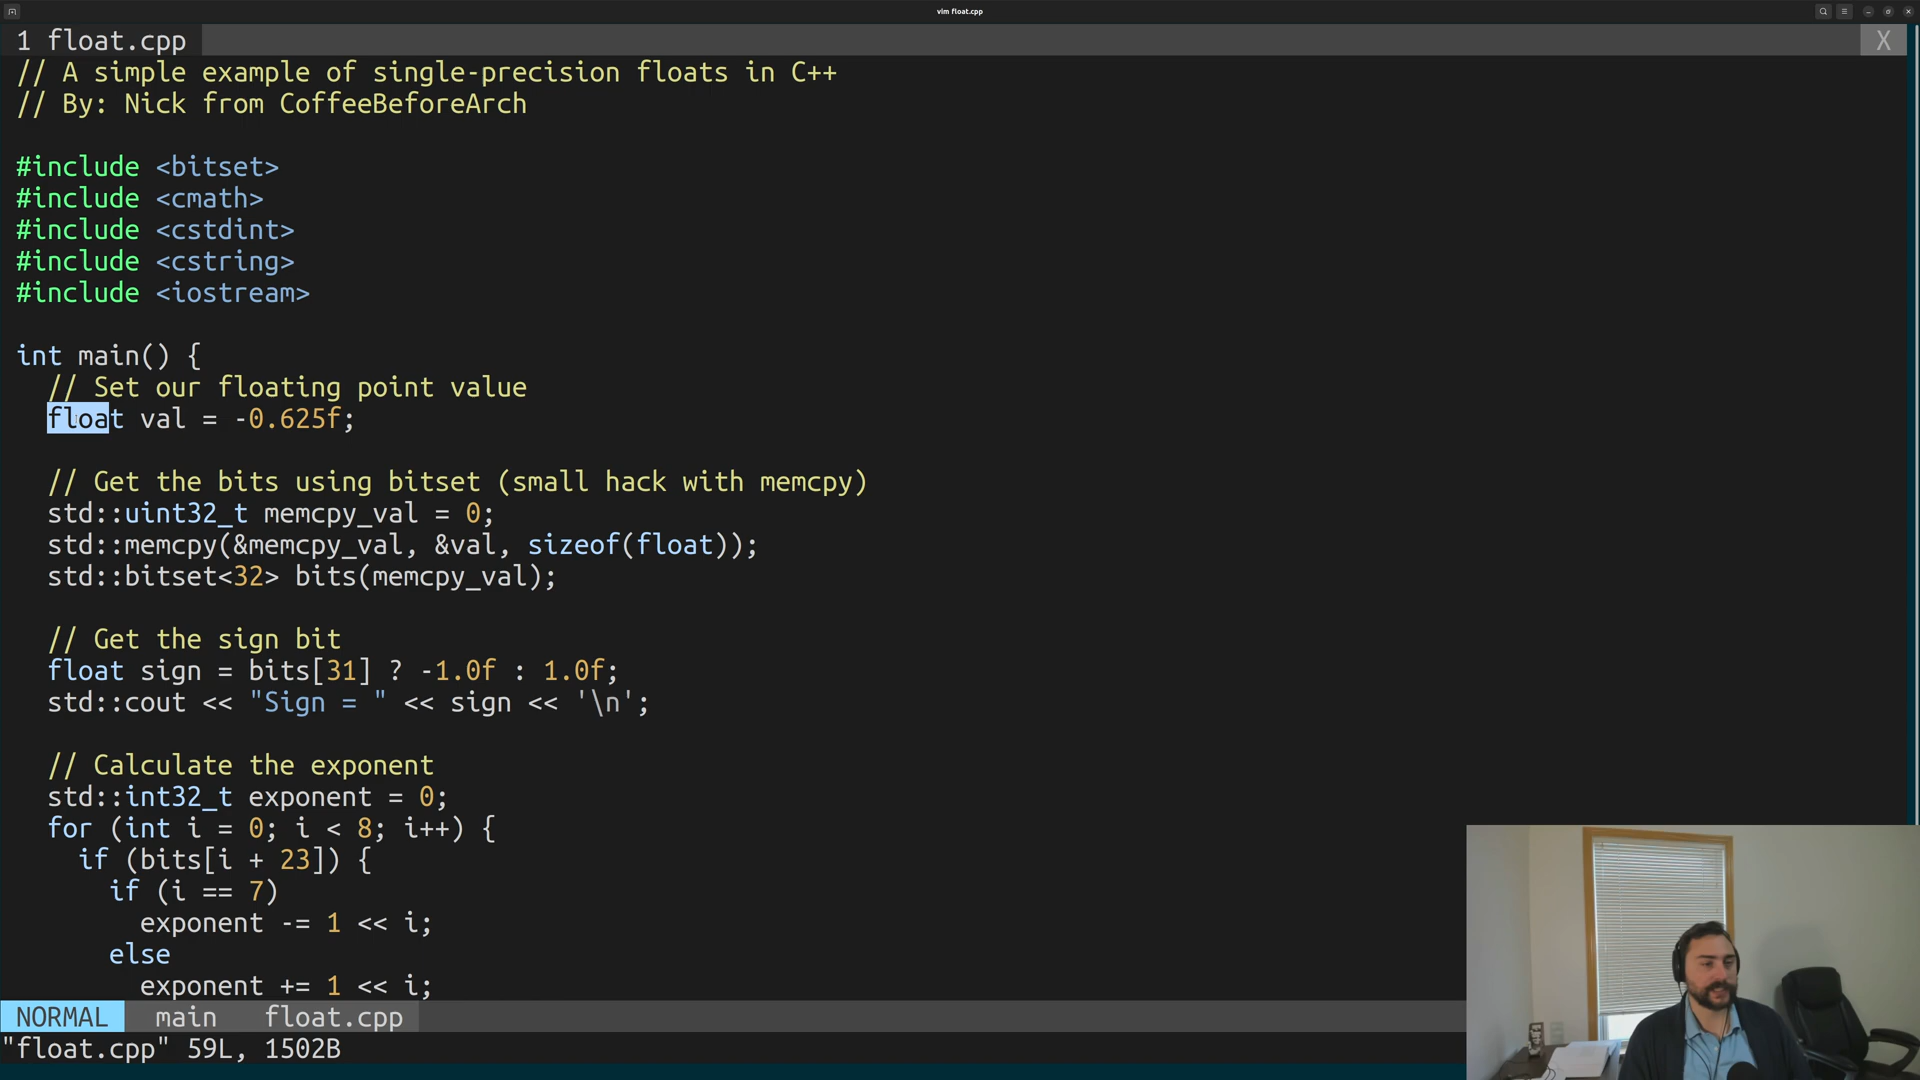 vim float.cpp
1 float.cpp X
// A simple example of single-precision floats in C++
// By: Nick from CoffeeBeforeArch
#include <bitset>
#include <cmath>
#include <cstdint>
#include <cstring>
#include <iostream>
int main() {
// Set our floating point value
float val = -0.625f;
// Get the bits using bitset (small hack with memcpy)
std::uint32_t memcpy_val = 0;
std::memcpy(&memcpy_val, &val, sizeof(float));
std::bitset<32> bits(memcpy_val);
// Get the sign bit
float sign = bits[31] ? -1.0f : 1.0f;
std::cout << "Sign = " << sign << '\n';
// Calculate the exponent
std::int32_t exponent = 0;
for (int i = 0; i < 8; i++) {
if (bits[i + 23]) {
if (i == 7)
exponent -= 1 << i;
else
exponent += 1 << i;
NORMAL main float.cpp
"float.cpp" 59L, 1502B